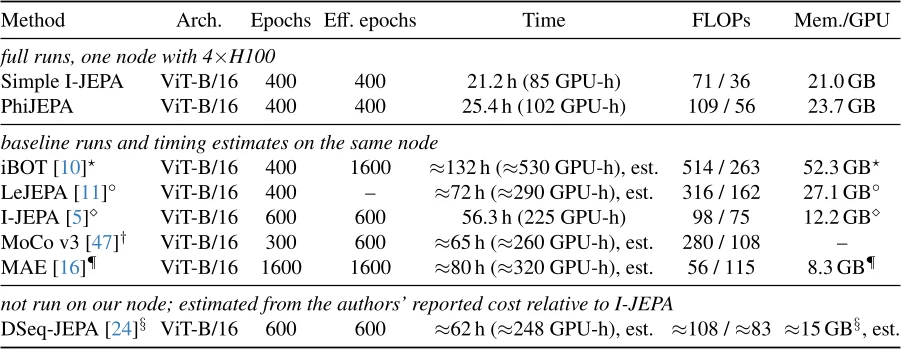 Method Arch. Epochs Eff. epochs Time FLOPs Mem./GPU
full runs, one node with 4×H100
Simple I-JEPA ViT-B/16 400 400 21.2 h (85 GPU-h) 71 / 36 21.0 GB
PhiJEPA ViT-B/16 400 400 25.4 h (102 GPU-h) 109 / 56 23.7 GB
baseline runs and timing estimates on the same node
iBOT [10]⋆ ViT-B/16 400 1600 ≈132 h (≈530 GPU-h), est. 514 / 263 52.3 GB⋆
LeJEPA [11]○ ViT-B/16 400 – ≈72 h (≈290 GPU-h), est. 316 / 162 27.1 GB○
I-JEPA [5]⋄ ViT-B/16 600 600 56.3 h (225 GPU-h) 98 / 75 12.2 GB⋄
MoCo v3 [47]† ViT-B/16 300 600 ≈65 h (≈260 GPU-h), est. 280 / 108 –
MAE [16]¶ ViT-B/16 1600 1600 ≈80 h (≈320 GPU-h), est. 56 / 115 8.3 GB¶
not run on our node; estimated from the authors' reported cost relative to I-JEPA
DSeq-JEPA [24]§ ViT-B/16 600 600 ≈62 h (≈248 GPU-h), est. ≈108 / ≈83 ≈15 GB§, est.